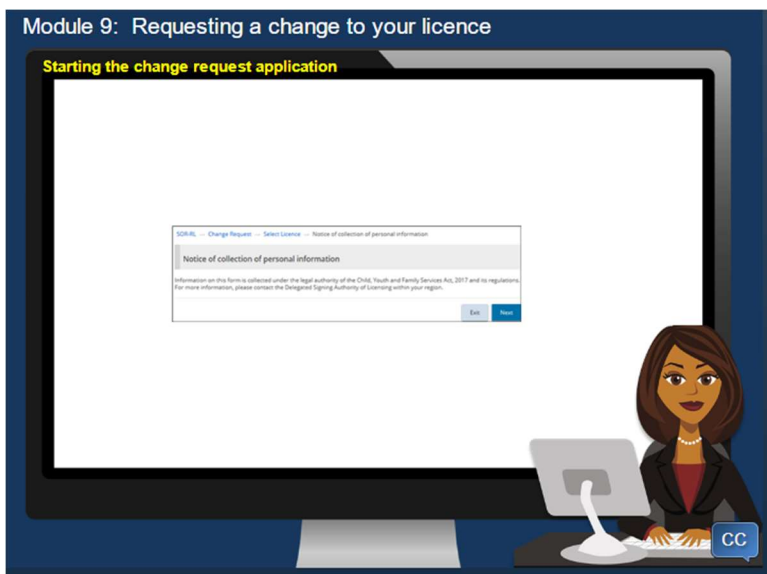 Module 9: Requesting a change to your licence
Starting the change request application
SOR-RL → Change Request → Select Licence → Notice of collection of personal information
Notice of collection of personal information
Information on this form is collected under the legal authority of the Child, Youth and Family Services Act, 2017 and its regulations.
For more information, please contact the Delegated Signing Authority of Licensing within your region.
Exit Next
CC